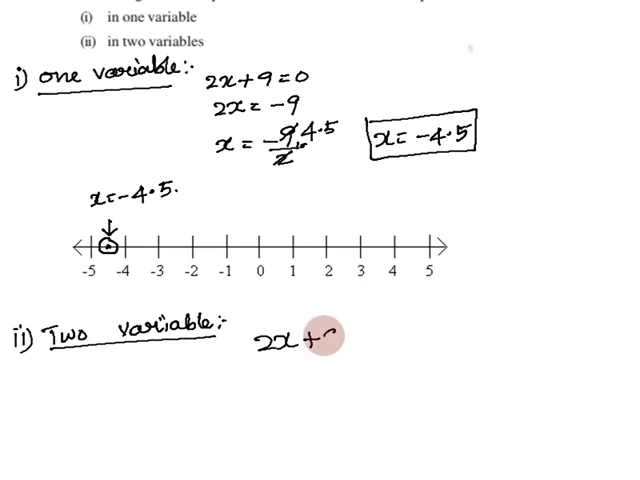 (i) in one variable
(ii) in two variables
i) one variable:-
2x+9=0
2x = -9
x = -9/2 4.5
x = -4.5
x = -4.5.
-5 -4 -3 -2 -1 0 1 2 3 4 5
ii) Two variable:-
2x +